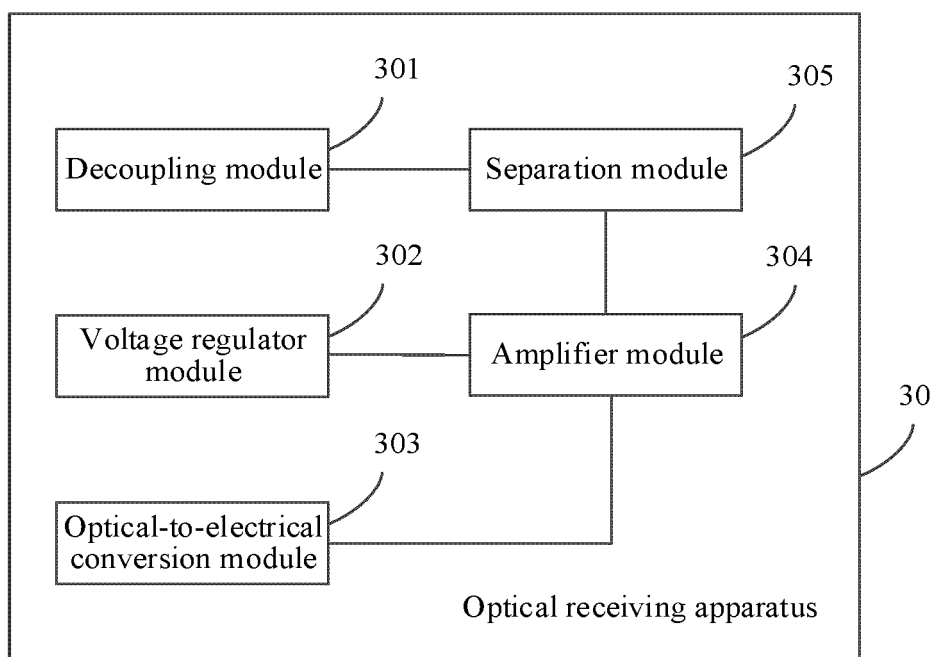 301
305
Decoupling module
Separation module
302
304
Voltage regulator
module
Amplifier module
30
303
Optical-to-electrical
conversion module
Optical receiving apparatus